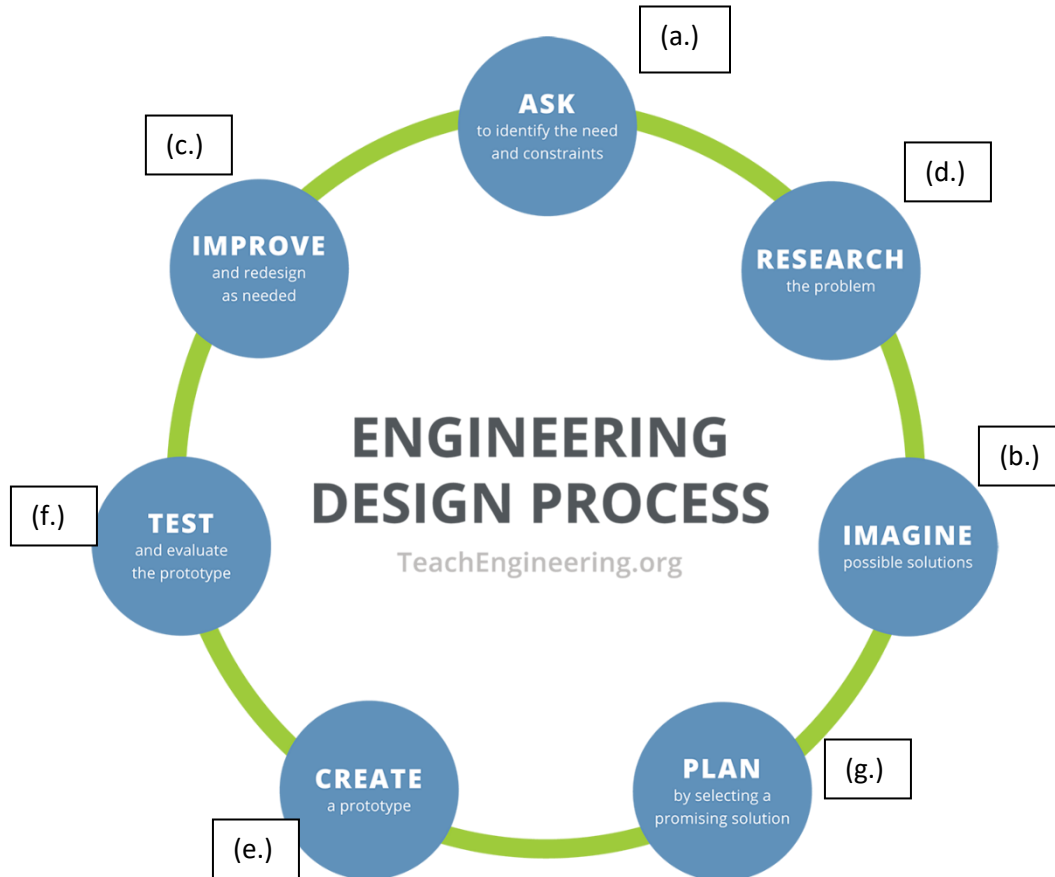 (a.)
ASK
to identify the need
and constraints
(d.)
RESEARCH
the problem
(b.)
IMAGINE
possible solutions
(g.)
PLAN
by selecting a
promising solution
(e.)
CREATE
a prototype
(f.)
TEST
and evaluate
the prototype
(c.)
IMPROVE
and redesign
as needed
ENGINEERING
DESIGN PROCESS
TeachEngineering.org